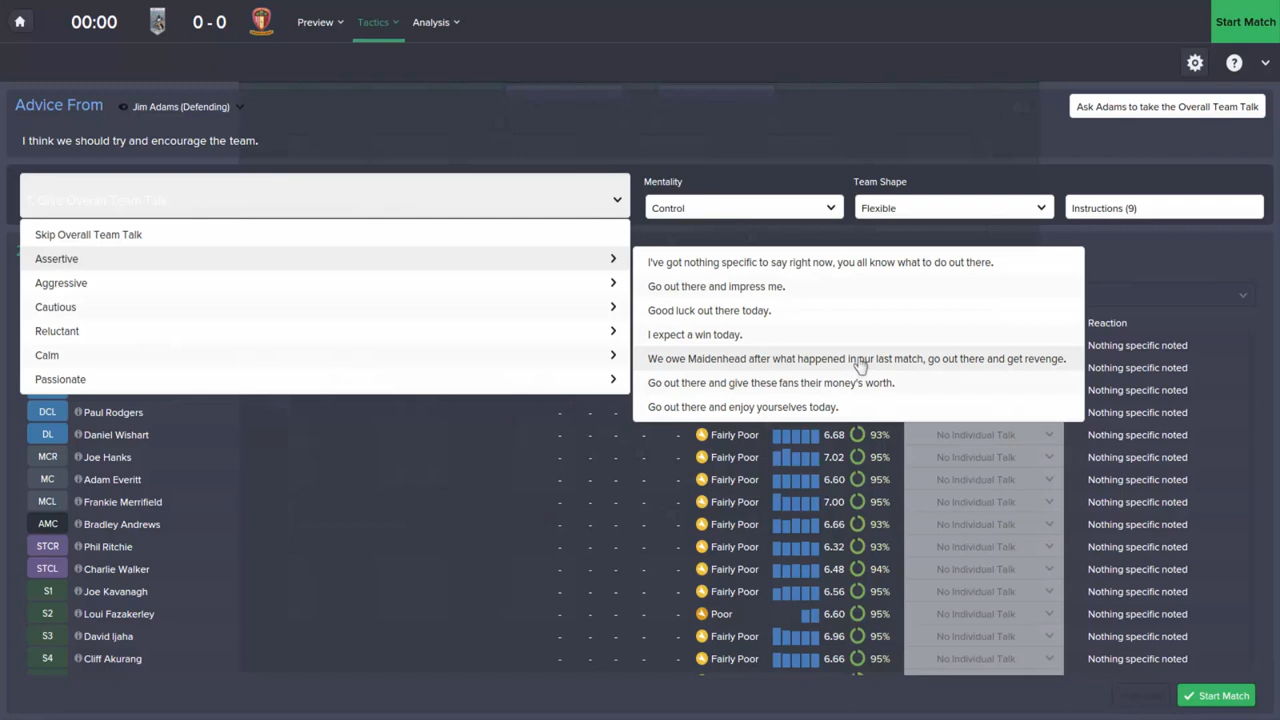 00:00 0 - 0 Preview Tactics Analysis Start Match
Advice From Jim Adams (Defending) Ask Adams to take the Overall Team Talk
I think we should try and encourage the team.
Give Overall Team Talk
Mentality Team Shape
Control Flexible Instructions (9)
Skip Overall Team Talk
Assertive
Aggressive
Cautious
Reluctant
Calm
Passionate
I've got nothing specific to say right now, you all know what to do out there.
Go out there and impress me.
Good luck out there today.
I expect a win today.
We owe Maidenhead after what happened in our last match, go out there and get revenge.
Go out there and give these fans their money's worth.
Go out there and enjoy yourselves today.
Reaction
Nothing specific noted
Nothing specific noted
Nothing specific noted
DCL Paul Rodgers Nothing specific noted
DL Daniel Wishart - - - - - Fairly Poor 6.68 93% No Individual Talk Nothing specific noted
MCR Joe Hanks - - - - - Fairly Poor 7.02 95% No Individual Talk Nothing specific noted
MC Adam Everitt - - - - - Fairly Poor 6.60 95% No Individual Talk Nothing specific noted
MCL Frankie Merrifield - - - - - Fairly Poor 7.00 95% No Individual Talk Nothing specific noted
AMC Bradley Andrews - - - - - Fairly Poor 6.66 93% No Individual Talk Nothing specific noted
STCR Phil Ritchie - - - - - Fairly Poor 6.32 93% No Individual Talk Nothing specific noted
STCL Charlie Walker - - - - - Fairly Poor 6.48 94% No Individual Talk Nothing specific noted
S1 Joe Kavanagh - - - - - Fairly Poor 6.56 95% No Individual Talk Nothing specific noted
S2 Loui Fazakerley - - - - - Poor 6.60 95% No Individual Talk Nothing specific noted
S3 David Ijaha - - - - - Fairly Poor 6.96 95% No Individual Talk Nothing specific noted
S4 Cliff Akurang - - - - - Fairly Poor 6.66 95% No Individual Talk Nothing specific noted
Start Match